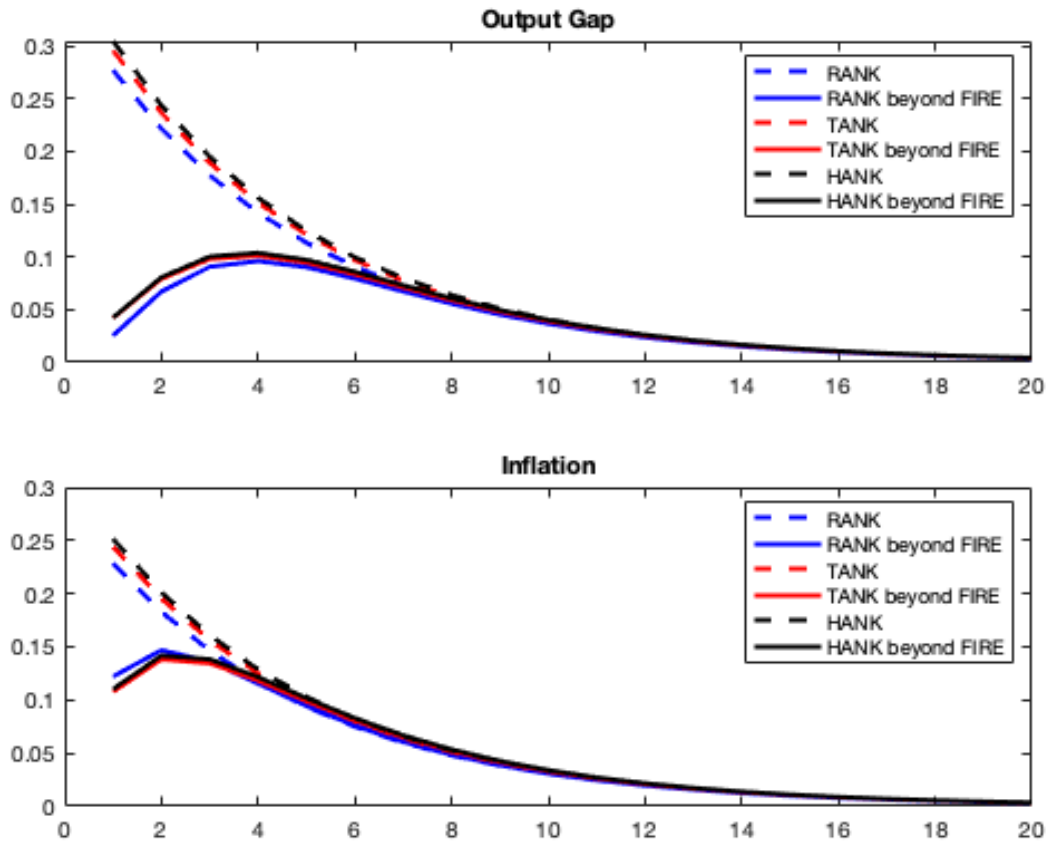 Output Gap
0.3
0.25
0.2
0.15
0.1
0.05
0
RANK
RANK beyond FIRE
TANK
TANK beyond FIRE
HANK
HANK beyond FIRE
0 2 4 6 8 10 12 14 16 18 20
Inflation
0.3
0.25
0.2
0.15
0.1
0.05
0
RANK
RANK beyond FIRE
TANK
TANK beyond FIRE
HANK
HANK beyond FIRE
0 2 4 6 8 10 12 14 16 18 20